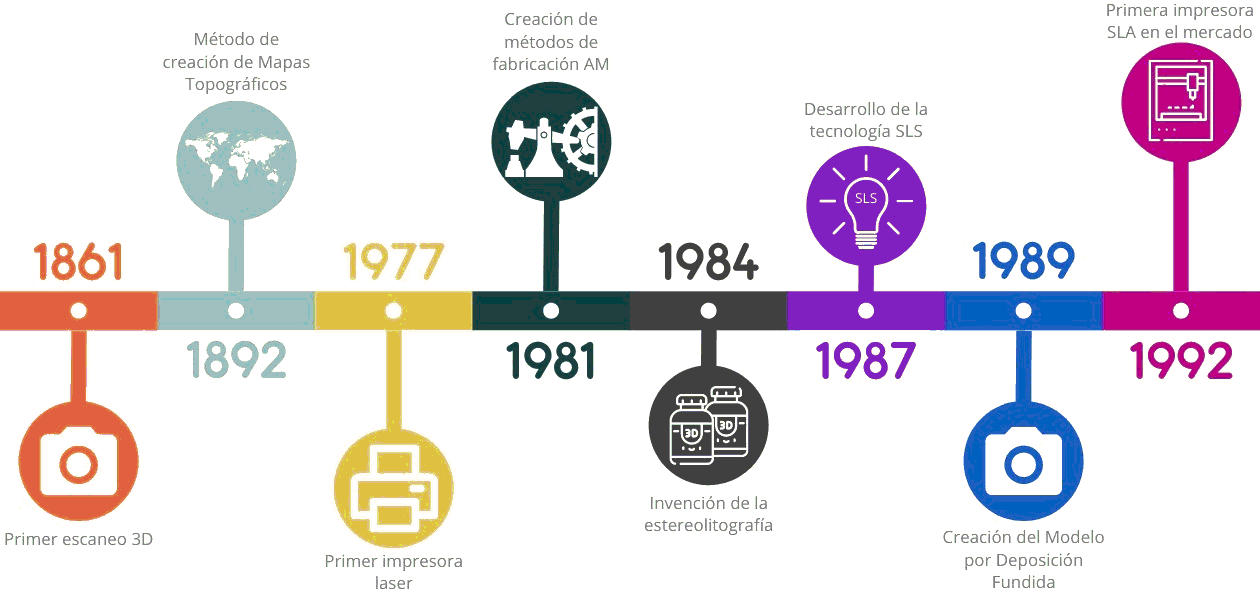 1861
Primer escaneo 3D
Método de
creación de Mapas
Topográficos
1892
1977
Primer impresora
laser
Creación de
métodos de
fabricación AM
1981
1984
3D
3D
Invención de la
estereolitografía
Desarrollo de la
tecnología SLS
SLS
1987
1989
Creación del Modelo
por Deposición
Fundida
Primera impresora
SLA en el mercado
1992